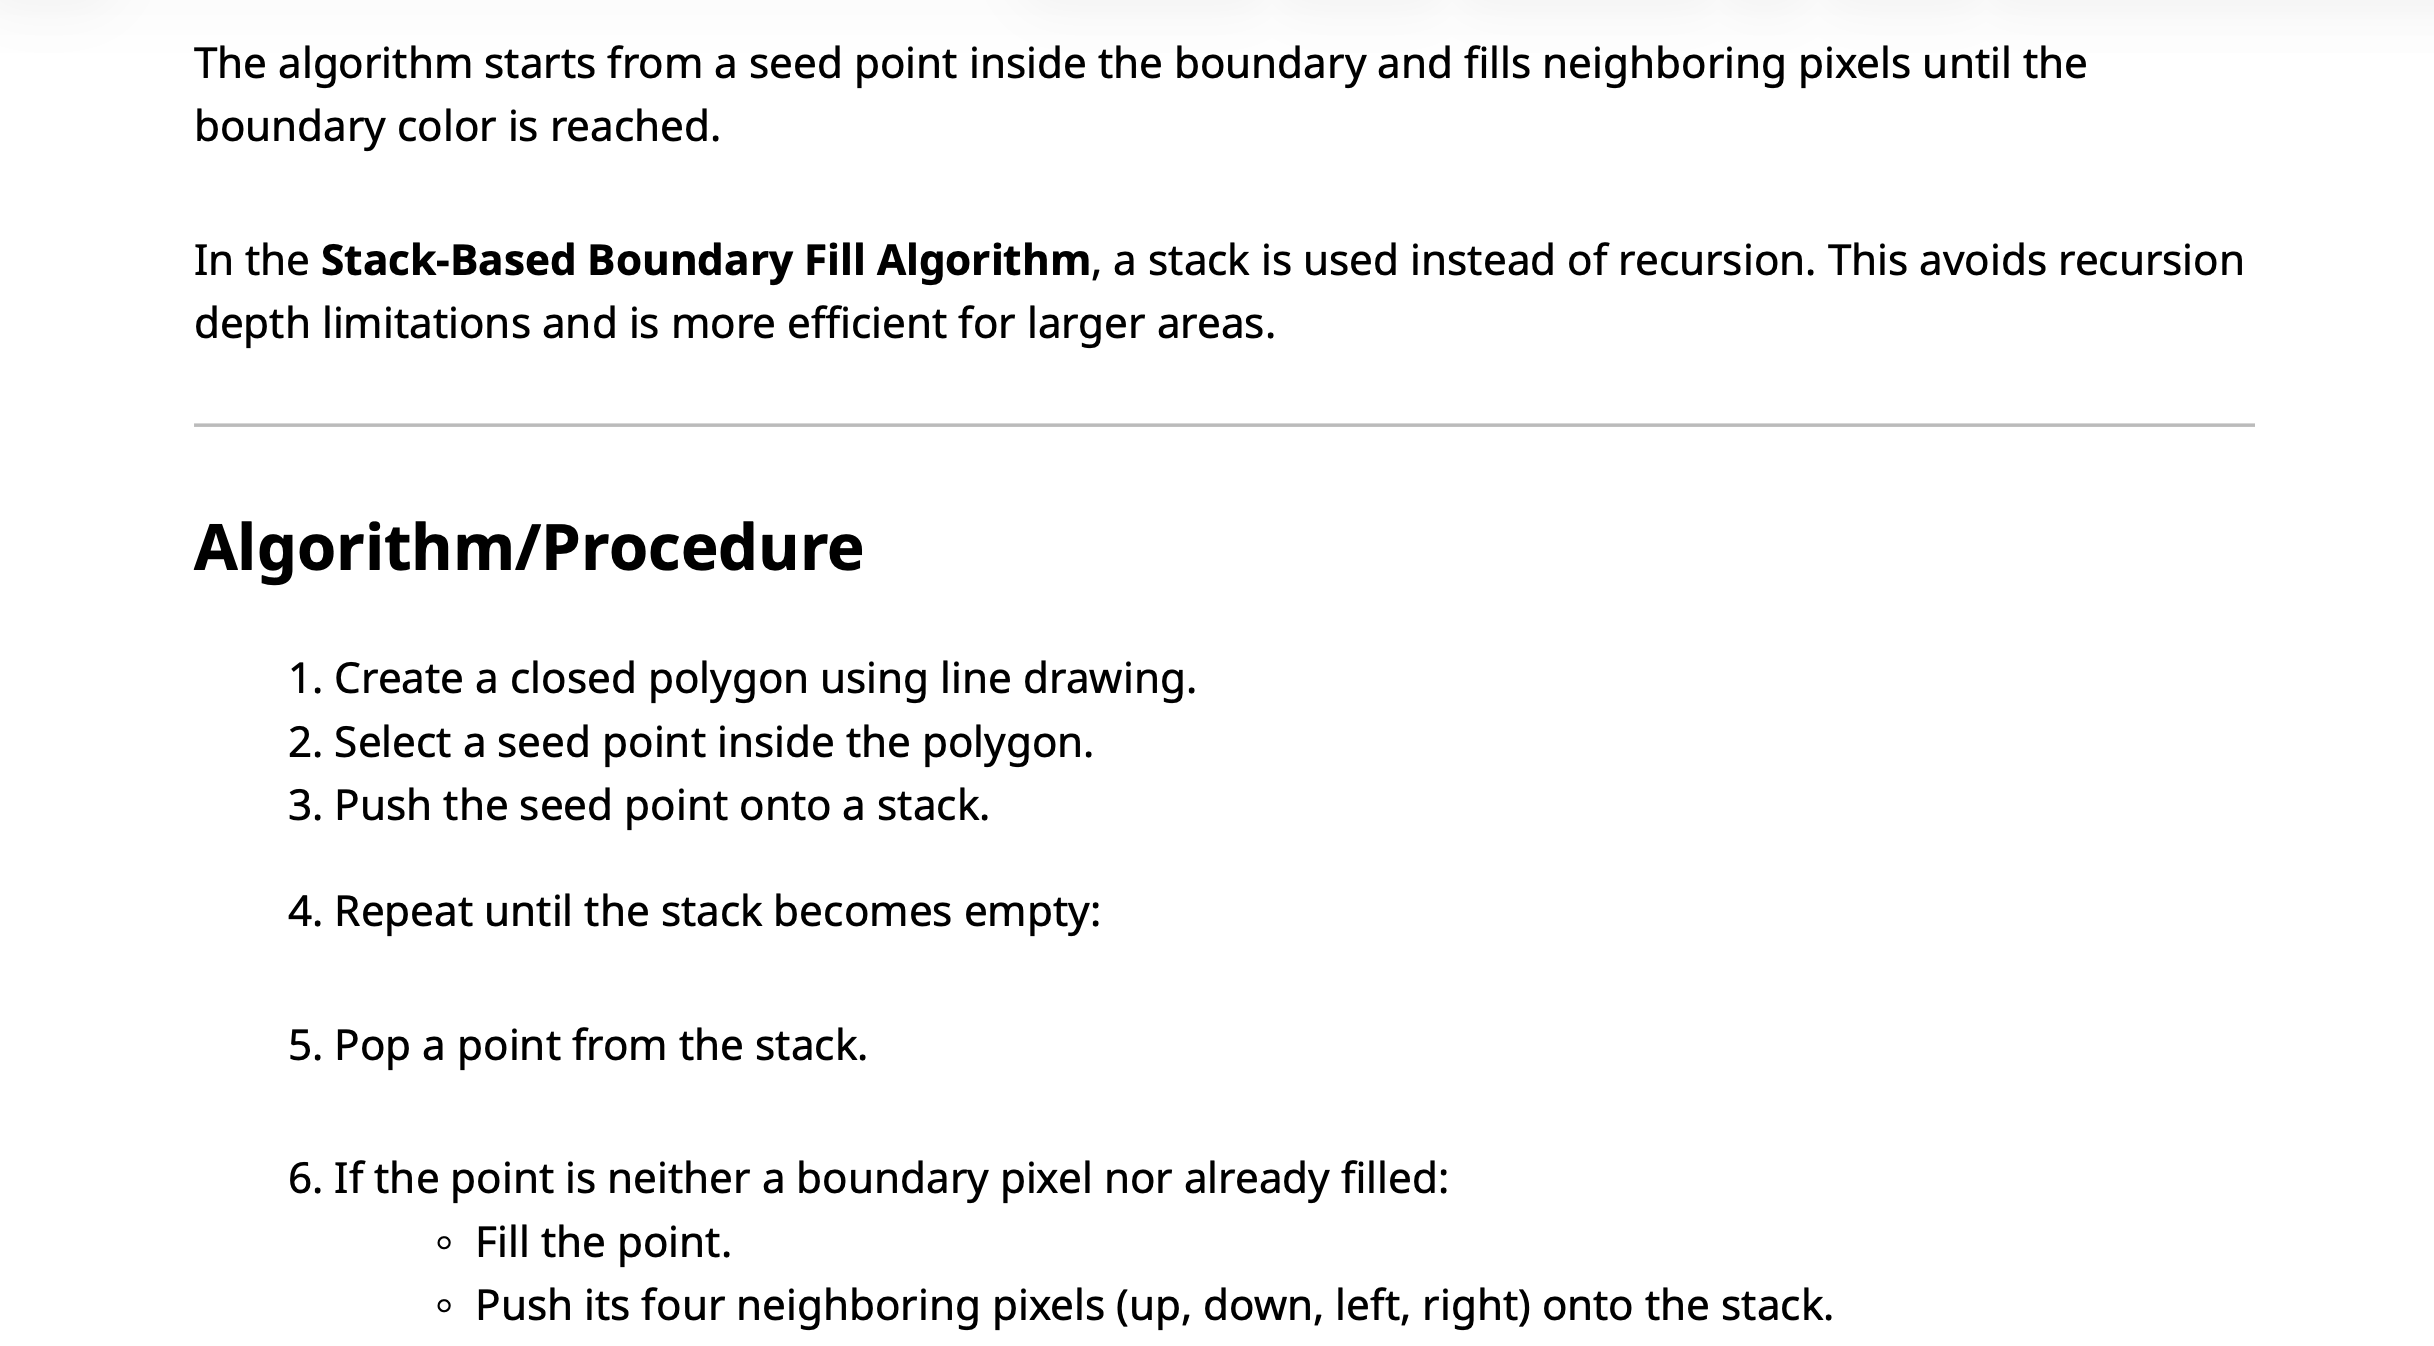 The algorithm starts from a seed point inside the boundary and fills neighboring pixels until the
boundary color is reached.
In the Stack-Based Boundary Fill Algorithm, a stack is used instead of recursion. This avoids recursion
depth limitations and is more efficient for larger areas.
Algorithm/Procedure
1. Create a closed polygon using line drawing.
2. Select a seed point inside the polygon.
3. Push the seed point onto a stack.
4. Repeat until the stack becomes empty:
5. Pop a point from the stack.
6. If the point is neither a boundary pixel nor already filled:
◦ Fill the point.
◦ Push its four neighboring pixels (up, down, left, right) onto the stack.